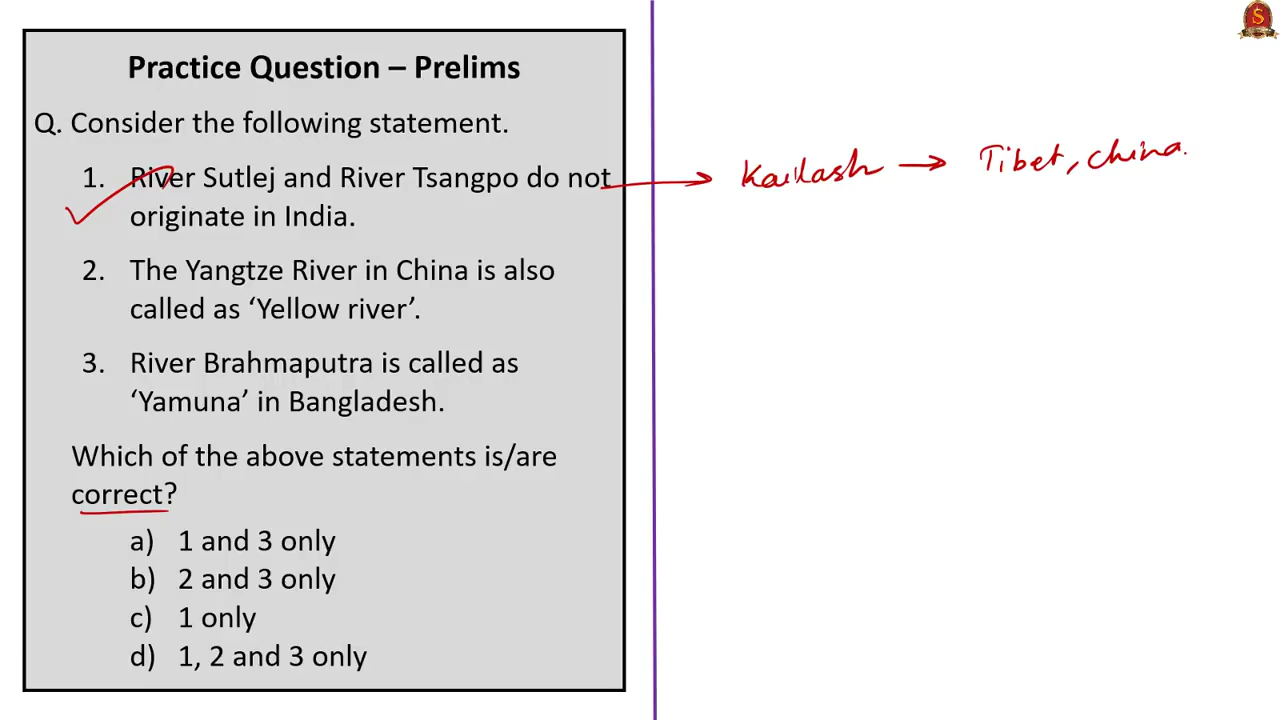 Practice Question – Prelims
Q. Consider the following statement.
1. River Sutlej and River Tsangpo do not
originate in India.
Kailash → Tibet, china.
2. The Yangtze River in China is also
called as ‘Yellow river’.
3. River Brahmaputra is called as
‘Yamuna’ in Bangladesh.
Which of the above statements is/are
correct?
a) 1 and 3 only
b) 2 and 3 only
c) 1 only
d) 1, 2 and 3 only
S